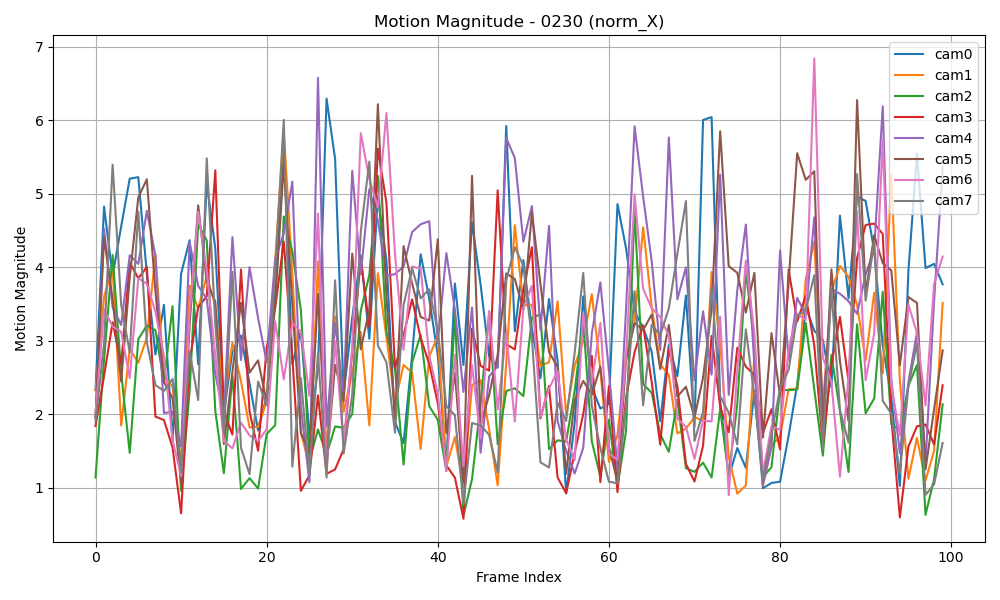 Motion Magnitude - 0230 (norm_X)
7
6
5
4
3
2
1
Motion Magnitude
0
20
40
60
80
100
Frame Index
cam0
cam1
cam2
cam3
cam4
cam5
cam6
cam7